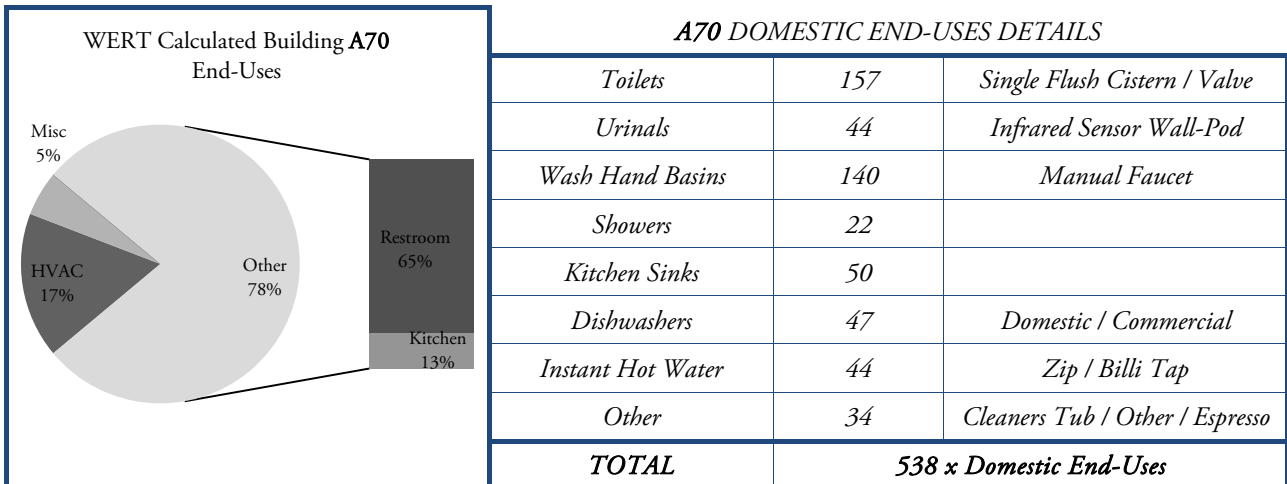 WERT Calculated Building A70
End-Uses
Misc
5%
HVAC
17%
Other
78%
Restroom
65%
Kitchen
13%
A70 DOMESTIC END-USES DETAILS
Toilets 157 Single Flush Cistern / Valve
Urinals 44 Infrared Sensor Wall-Pod
Wash Hand Basins 140 Manual Faucet
Showers 22
Kitchen Sinks 50
Dishwashers 47 Domestic / Commercial
Instant Hot Water 44 Zip / Billi Tap
Other 34 Cleaners Tub / Other / Espresso
TOTAL 538 x Domestic End-Uses